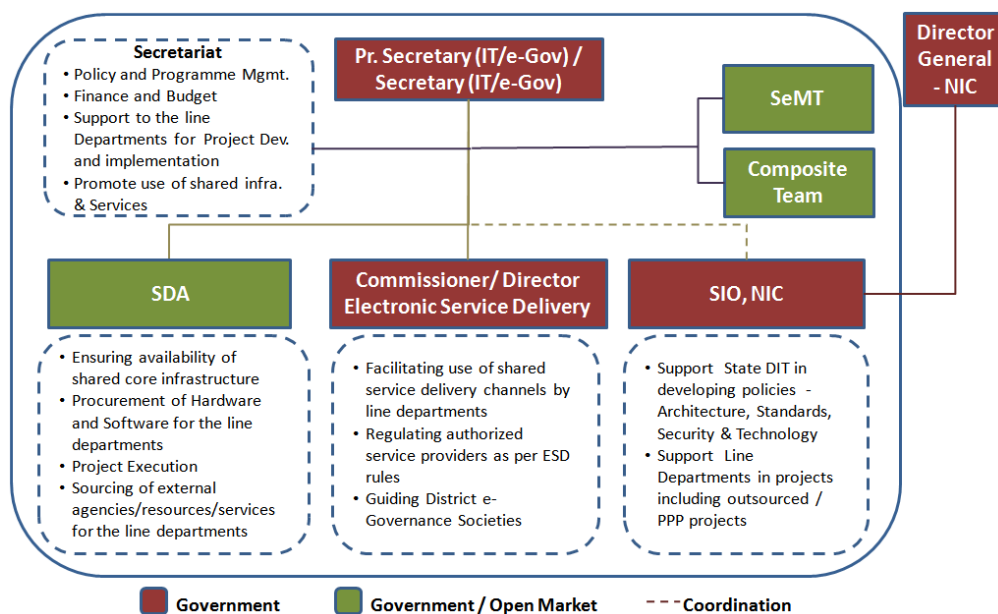 Secretariat
• Policy and Programme Mgmt.
• Finance and Budget
• Support to the line
Departments for Project Dev.
and implementation
• Promote use of shared infra.
& Services
Pr. Secretary (IT/e-Gov) /
Secretary (IT/e-Gov)
Director
General
- NIC
SeMT
Composite
Team
SDA
Commissioner/ Director
Electronic Service Delivery
SIO, NIC
• Ensuring availability of
shared core infrastructure
• Procurement of Hardware
and Software for the line
departments
• Project Execution
• Sourcing of external
agencies/resources/services
for the line departments
• Facilitating use of shared
service delivery channels by
line departments
• Regulating authorized
service providers as per ESD
rules
• Guiding District e-
Governance Societies
• Support State DIT in
developing policies -
Architecture, Standards,
Security & Technology
• Support Line
Departments in projects
including outsourced /
PPP projects
Government
Government / Open Market
Coordination